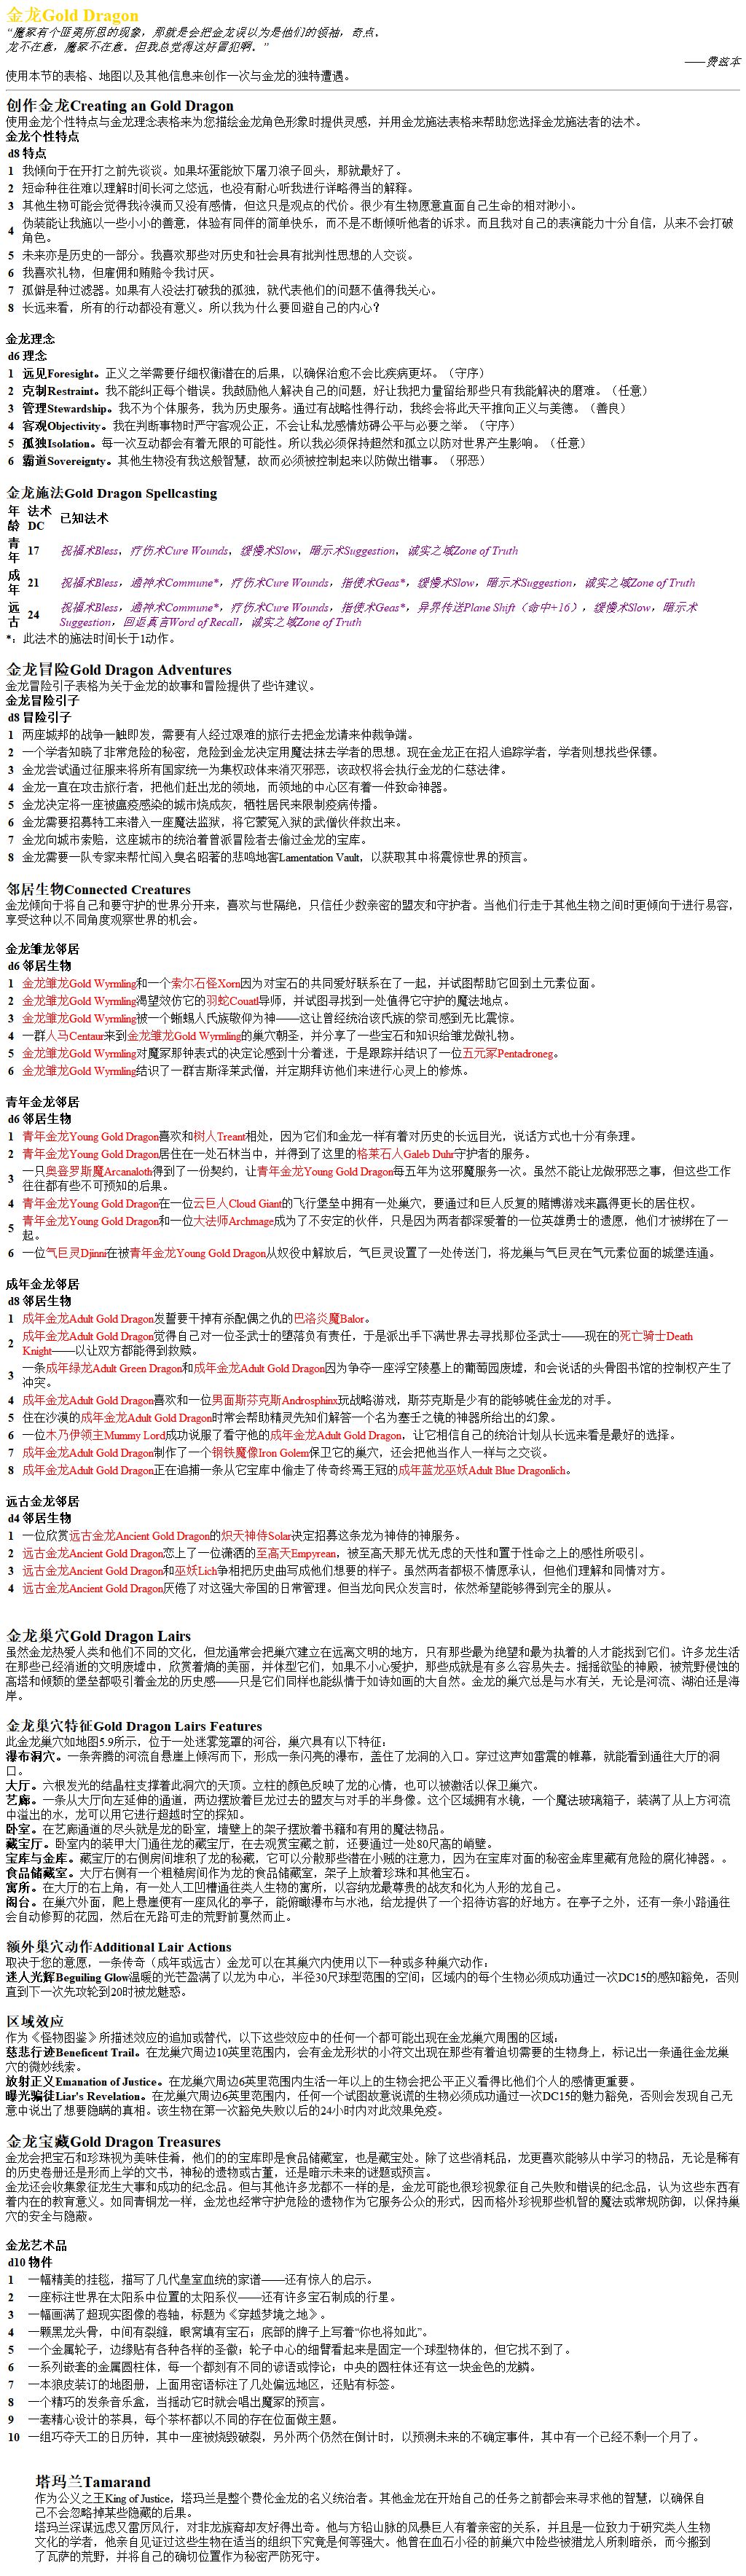 金龙Gold Dragon
“魔冢有个匪夷所思的现象，那就是会把金龙误以为是他们的领袖，奇点。
龙不在意，魔冢不在意。但我总觉得这好冒犯啊。”
——费兹本
使用本节的表格、地图以及其他信息来创作一次与金龙的独特遭遇。
创作金龙Creating an Gold Dragon
使用金龙个性特点与金龙理念表格来为您描绘金龙角色形象时提供灵感，并用金龙施法表格来帮助您选择金龙施法者的法术。
金龙个性特点
d8 特点
1 我倾向于在开打之前先谈谈。如果坏蛋能放下屠刀浪子回头，那就最好了。
2 短命种往往难以理解时间长河之悠远，也没有耐心听我进行详略得当的解释。
3 其他生物可能会觉得我冷漠而又没有感情，但这只是观点的代价。很少有生物愿意直面自己生命的相对渺小。
4 伪装能让我施以一些小小的善意，体验有同伴的简单快乐，而不是不断倾听他者的诉求。而且我对自己的表演能力十分自信，从来不会打破
角色。
5 未来亦是历史的一部分。我喜欢那些对历史和社会具有批判性思想的人交谈。
6 我喜欢礼物，但雇佣和贿赂令我讨厌。
7 孤僻是种过滤器。如果有人没法打破我的孤独，就代表他们的问题不值得我关心。
8 长远来看，所有的行动都没有意义。所以我为什么要回避自己的内心？
金龙理念
d6 理念
1 远见Foresight。正义之举需要仔细权衡潜在的后果，以确保治愈不会比疾病更坏。（守序）
2 克制Restraint。我不能纠正每个错误。我鼓励他人解决自己的问题，好让我把力量留给那些只有我能解决的磨难。（任意）
3 管理Stewardship。我不为个体服务，我为历史服务。通过有战略性得行动，我终会将此天平推向正义与美德。（善良）
4 客观Objectivity。我在判断事物时严守客观公正，不会让私龙感情妨碍公平与必要之举。（守序）
5 孤独Isolation。每一次互动都会有着无限的可能性。所以我必须保持超然和孤立以防对世界产生影响。（任意）
6 霸道Sovereignty。其他生物没有我这般智慧，故而必须被控制起来以防做出错事。（邪恶）
金龙施法Gold Dragon Spellcasting
年龄 法术DC 已知法术
青年 17 祝福术Bless，疗伤术Cure Wounds，缓慢术Slow，暗示术Suggestion，诚实之域Zone of Truth
成年 21 祝福术Bless，通神术Commune*，疗伤术Cure Wounds，指使术Geas*，缓慢术Slow，暗示术Suggestion，诚实之域Zone of Truth
远古 24 祝福术Bless，通神术Commune*，疗伤术Cure Wounds，指使术Geas*，异界传送Plane Shift（命中+16），缓慢术Slow，暗示术
Suggestion，回返真言Word of Recall，诚实之域Zone of Truth
*：此法术的施法时间长于1动作。
金龙冒险Gold Dragon Adventures
金龙冒险引子表格为关于金龙的故事和冒险提供了些许建议。
金龙冒险引子
d8 冒险引子
1 两座城邦的战争一触即发，需要有人经过艰难的旅行去把金龙请来仲裁争端。
2 一个学者知晓了非常危险的秘密，危险到金龙决定用魔法抹去学者的思想。现在金龙正在招人追踪学者，学者则想找些保镖。
3 金龙尝试通过征服来将所有国家统一为集权政体来消灭邪恶，该政权将会执行金龙的仁慈法律。
4 金龙一直在攻击旅行者，把他们赶出龙的领地，而领地的中心区有着一件致命神器。
5 金龙决定将一座被瘟疫感染的城市烧成灰，牺牲居民来限制疫病传播。
6 金龙需要招募特工来潜入一座魔法监狱，将它蒙冤入狱的武僧伙伴救出来。
7 金龙向城市索赔，这座城市的统治着曾派冒险者去偷过金龙的宝库。
8 金龙需要一队专家来帮忙闯入臭名昭著的悲鸣地窖Lamentation Vault，以获取其中将震惊世界的预言。
邻居生物Connected Creatures
金龙倾向于将自己和要守护的世界分开来，喜欢与世隔绝，只信任少数亲密的盟友和守护者。当他们行走于其他生物之间时更倾向于进行易容，
享受这种以不同角度观察世界的机会。
金龙雏龙邻居
d6 邻居生物
1 金龙雏龙Gold Wyrmling和一个索尔石怪Xorn因为对宝石的共同爱好联系在了一起，并试图帮助它回到土元素位面。
2 金龙雏龙Gold Wyrmling渴望效仿它的羽蛇Couatl导师，并试图寻找到一处值得它守护的魔法地点。
3 金龙雏龙Gold Wyrmling被一个蜥蜴人氏族敬仰为神——这让曾经统治该氏族的祭司感到无比震惊。
4 一群人马Centaur来到金龙雏龙Gold Wyrmling的巢穴朝圣，并分享了一些宝石和知识给雏龙做礼物。
5 金龙雏龙Gold Wyrmling对魔冢那钟表式的决定论感到十分着迷，于是跟踪并结识了一位五元冢Pentadroneg。
6 金龙雏龙Gold Wyrmling结识了一群吉斯泽莱武僧，并定期拜访他们来进行心灵上的修炼。
青年金龙邻居
d6 邻居生物
1 青年金龙Young Gold Dragon喜欢和树人Treant相处，因为它们和金龙一样有着对历史的长远目光，说话方式也十分有条理。
2 青年金龙Young Gold Dragon居住在一处石林当中，并得到了这里的格莱石人Galeb Duhr守护者的服务。
3 一只奥螯罗斯魔Arcanaloth得到了一份契约，让青年金龙Young Gold Dragon每五年为这邪魔服务一次。虽然不能让龙做邪恶之事，但这些工作
往往都有些不可预知的后果。
4 青年金龙Young Gold Dragon在一位云巨人Cloud Giant的飞行堡垒中拥有一处巢穴，要通过和巨人反复的赌博游戏来赢得更长的居住权。
5 青年金龙Young Gold Dragon和一位大法师Archmage成为了不安定的伙伴，只是因为两者都深爱着的一位英雄勇士的遗愿，他们才被绑在了一
起。
6 一位气巨灵Djinni在被青年金龙Young Gold Dragon从奴役中解放后，气巨灵设置了一处传送门，将龙巢与气巨灵在气元素位面的城堡连通。
成年金龙邻居
d8 邻居生物
1 成年金龙Adult Gold Dragon发誓要干掉有杀配偶之仇的巴洛炎魔Balor。
2 成年金龙Adult Gold Dragon觉得自己对一位圣武士的堕落负有责任，于是派出手下满世界去寻找那位圣武士——现在的死亡骑士Death
Knight——以让双方都能得到救赎。
3 一条成年绿龙Adult Green Dragon和成年金龙Adult Gold Dragon因为争夺一座浮空陵墓上的葡萄园废墟，和会说话的头骨图书馆的控制权产生了
冲突。
4 成年金龙Adult Gold Dragon喜欢和一位男面斯芬克斯Androsphinx玩战略游戏，斯芬克斯是少有的能够唬住金龙的对手。
5 住在沙漠的成年金龙Adult Gold Dragon时常会帮助精灵先知们解答一个名为塞壬之镜的神器所给出的幻象。
6 一位木乃伊领主Mummy Lord成功说服了看守他的成年金龙Adult Gold Dragon，让它相信自己的统治计划从长远来看是最好的选择。
7 成年金龙Adult Gold Dragon制作了一个钢铁魔像Iron Golem保卫它的巢穴，还会把他当作人一样与之交谈。
8 成年金龙Adult Gold Dragon正在追捕一条从它宝库中偷走了传奇终焉王冠的成年蓝龙巫妖Adult Blue Dragonlich。
远古金龙邻居
d4 邻居生物
1 一位欣赏远古金龙Ancient Gold Dragon的炽天神侍Solar决定招募这条龙为神侍的神服务。
2 远古金龙Ancient Gold Dragon恋上了一位潇洒的至高天Empyrean，被至高天那无忧无虑的天性和置于性命之上的感性所吸引。
3 远古金龙Ancient Gold Dragon和巫妖Lich争相把历史曲写成他们想要的样子。虽然两者都极不情愿承认，但他们理解和同情对方。
4 远古金龙Ancient Gold Dragon厌倦了对这强大帝国的日常管理。但当龙向民众发言时，依然希望能够得到完全的服从。
金龙巢穴Gold Dragon Lairs
虽然金龙热爱人类和他们不同的文化，但龙通常会把巢穴建立在远离文明的地方，只有那些最为绝望和最为执着的人才能找到它们。许多龙生活
在那些已经消逝的文明废墟中，欣赏着熵的美丽，并体型它们，如果不小心爱护，那些成就是有多么容易失去。摇摇欲坠的神殿，被荒野侵蚀的
高塔和倾颓的堡垒都吸引着金龙的历史感——只是它们同样也能纵情于如诗如画的大自然。金龙的巢穴总是与水有关，无论是河流、湖泊还是海
岸。
金龙巢穴特征Gold Dragon Lairs Features
此金龙巢穴如地图5.9所示，位于一处迷雾笼罩的河谷，巢穴具有以下特征：
瀑布洞穴。一条奔腾的河流自悬崖上倾泻而下，形成一条闪亮的瀑布，盖住了龙洞的入口。穿过这声如雷震的帷幕，就能看到通往大厅的洞
口。
大厅。六根发光的结晶柱支撑着此洞穴的天顶。立柱的颜色反映了龙的心情，也可以被激活以保卫巢穴。
艺廊。一条从大厅向左延伸的通道，两边摆放着巨龙过去的盟友与对手的半身像。这个区域拥有水镜，一个魔法玻璃箱子，装满了从上方河流
中溢出的水，龙可以用它进行超越时空的探知。
卧室。在艺廊通道的尽头就是龙的卧室，墙壁上的架子摆放着书籍和有用的魔法物品。
藏宝厅。卧室内的装甲大门通往龙的藏宝厅，在去观赏宝藏之前，还要通过一处80尺高的峭壁。
宝库与金库。藏宝厅的右侧房间堆积了龙的秘藏，它可以分散那些潜在小贼的注意力，因为在宝库对面的秘密金库里藏有危险的腐化神器。。
食品储藏室。大厅右侧有一个粗糙房间作为龙的食品储藏室，架子上放着珍珠和其他宝石。
寓所。在大厅的右上角，有一处人工凹槽通往类人生物的寓所，以容纳龙最尊贵的战友和化为人形的龙自己。
阁台。在巢穴外面，爬上悬崖便有一座风化的亭子，能俯瞰瀑布与水池，给龙提供了一个招待访客的好地方。在亭子之外，还有一条小路通往
会自动修剪的花园，然后在无路可走的荒野前戛然而止。
额外巢穴动作Additional Lair Actions
取决于您的意愿，一条传奇（成年或远古）金龙可以在其巢穴内使用以下一种或多种巢穴动作：
迷人光辉Beguiling Glow温暖的光芒盈满了以龙为中心，半径30尺球型范围的空间；区域内的每个生物必须成功通过一次DC15的感知豁免，否则
直到下一次先攻轮到20时被龙魅惑。
区域效应
作为《怪物图鉴》所描述效应的追加或替代，以下这些效应中的任何一个都可能出现在金龙巢穴周围的区域：
慈悲行迹Beneficent Trail。在龙巢穴周边10英里范围内，会有金龙形状的小符文出现在那些有着迫切需要的生物身上，标记出一条通往金龙巢
穴的微妙线索。
放射正义Emanation of Justice。在龙巢穴周边6英里范围内生活一年以上的生物会把公平正义看得比他们个人的感情更重要。
曝光骗徒Liar's Revelation。在龙巢穴周边6英里范围内，任何一个试图故意说谎的生物必须成功通过一次DC15的魅力豁免，否则会发现自己无
意中说出了想要隐瞒的真相。该生物在第一次豁免失败以后的24小时内对此效果免疫。
金龙宝藏Gold Dragon Treasures
金龙会把宝石和珍珠视为美味佳肴，他们的的宝库即是食品储藏室，也是藏宝处。除了这些消耗品，龙更喜欢能够从中学习的物品，无论是稀有
的历史卷册还是形而上学的文书，神秘的遗物或古董，还是暗示未来的谜题或预言。
金龙还会收集象征龙生大事和成功的纪念品。但与其他许多龙都不一样的是，金龙可能也很珍视象征自己失败和错误的纪念品，认为这些东西有
着内在的教育意义。如同青铜龙一样，金龙也经常守护危险的遗物作为它服务公众的形式，因而格外珍视那些机智的魔法或常规防御，以保持巢
穴的安全与隐蔽。
金龙艺术品
d10 物件
1 一幅精美的挂毯，描写了几代皇室血统的家谱——还有惊人的启示。
2 一座标注世界在太阳系中位置的太阳系仪——还有许多宝石制成的行星。
3 一幅画满了超现实图像的卷轴，标题为《穿越梦境之地》。
4 一颗黑龙头骨，中间有裂缝，眼窝填有宝石；底部的牌子上写着“你也将如此”。
5 一个金属轮子，边缘贴有各种各样的圣徽；轮子中心的细臂看起来是固定一个球型物体的，但它找不到了。
6 一系列嵌套的金属圆柱体，每一个都刻有不同的谚语或悖论；中央的圆柱体还有这一块金色的龙鳞。
7 一本狼皮装订的地图册，上面用密语标注了几处偏远地区，还贴有标签。
8 一个精巧的发条音乐盒，当摇动它时就会唱出魔冢的预言。
9 一套精心设计的茶具，每个茶杯都以不同的存在位面做主题。
10 一组巧夺天工的日历钟，其中一座被烧毁破裂，另外两个仍然在倒计时，以预测未来的不确定事件，其中有一个已经不剩一个月了。
塔玛兰Tamarand
作为公义之王King of Justice，塔玛兰是整个费伦金龙的名义统治者。其他金龙在开始自己的任务之前都会来寻求他的智慧，以确保自
己不会忽略掉某些隐藏的后果。
塔玛兰深谋远虑又雷厉风行，对非龙族裔却友好得出奇。他与方铅山脉的风暴巨人有着亲密的关系，并且是一位致力于研究类人生物
文化的学者，他亲自见证过这些生物在适当的组织下究竟是何等强大。他曾在血石小径的前巢穴中险些被猎龙人所刺暗杀，而今搬到
了瓦萨的荒野，并将自己的确切位置作为秘密严防死守。